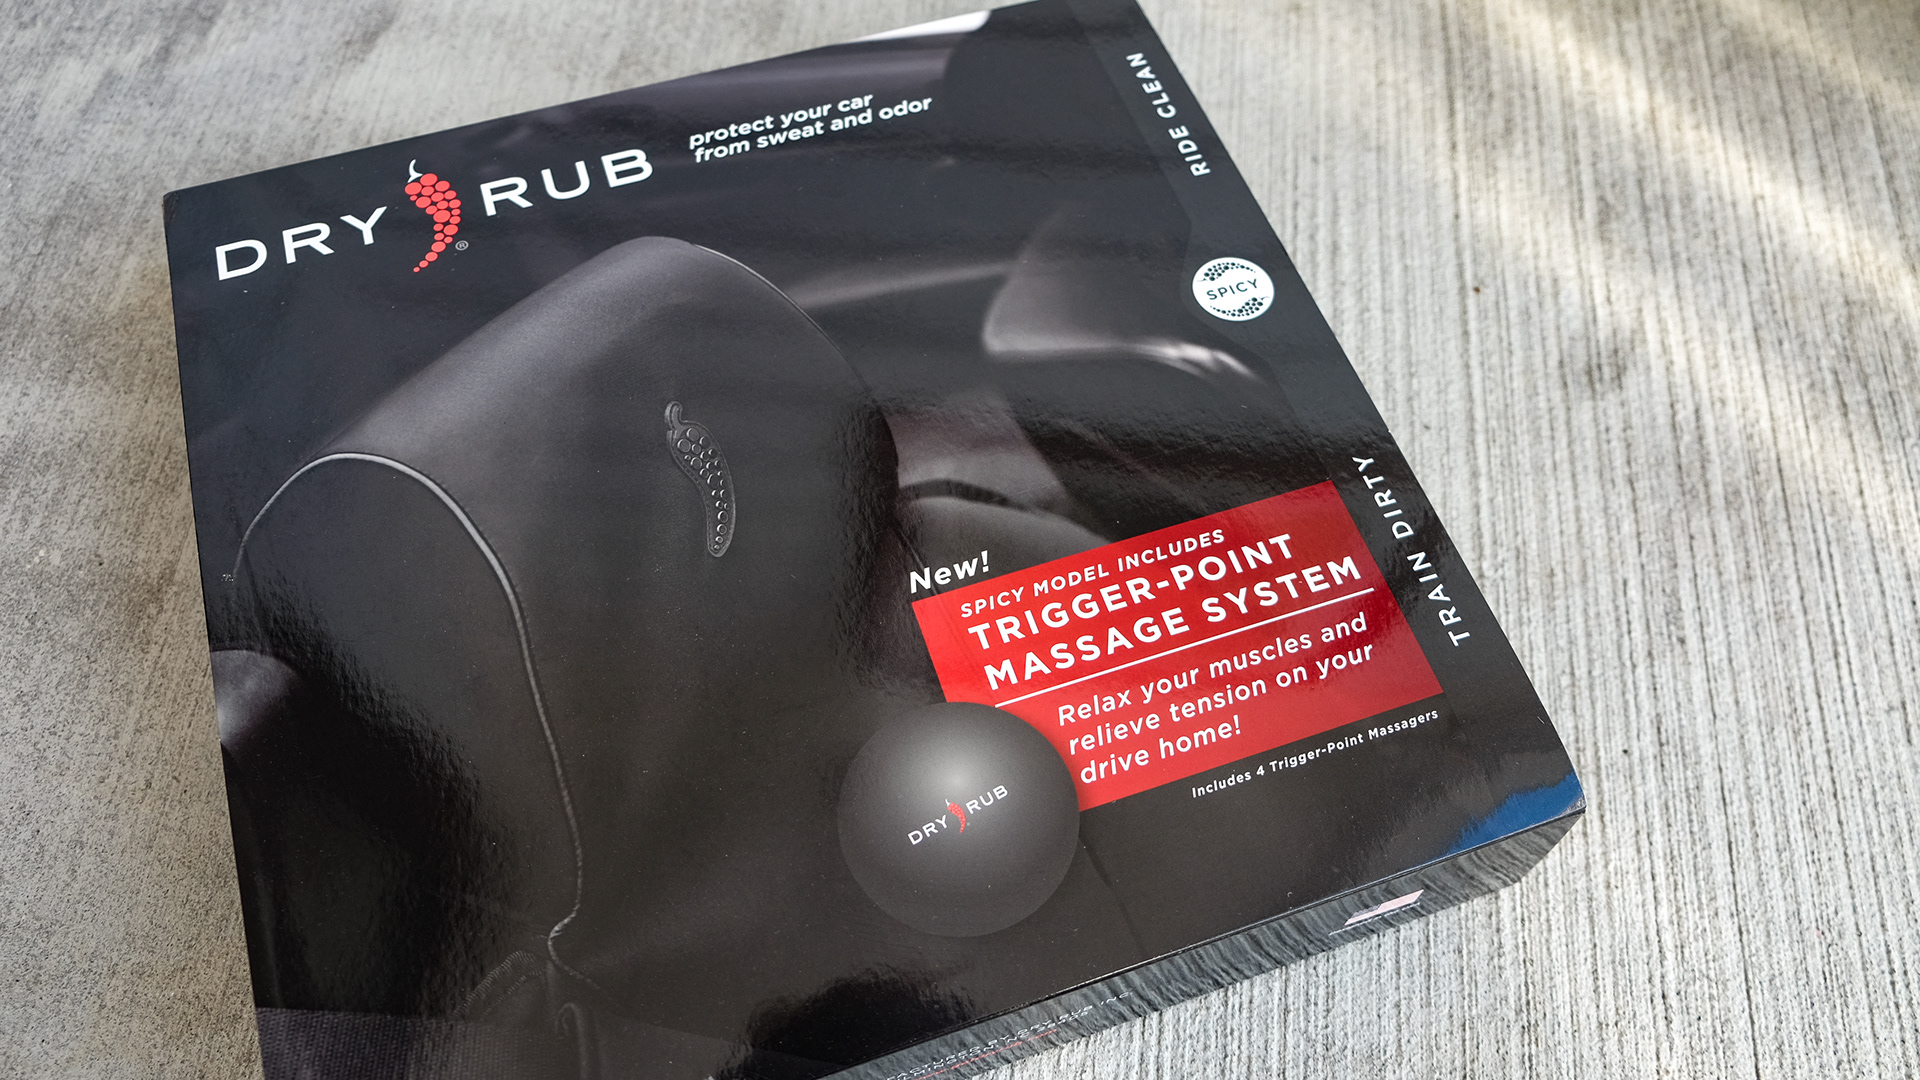 DRY RUB ®
protect your car
from sweat and odor
RIDE CLEAN
SPICY
TRAIN DIRTY
New!
SPICY MODEL INCLUDES
TRIGGER-POINT
MASSAGE SYSTEM
Relax your muscles and
relieve tension on your
drive home!
Includes 4 Trigger-Point Massagers
DRY RUB